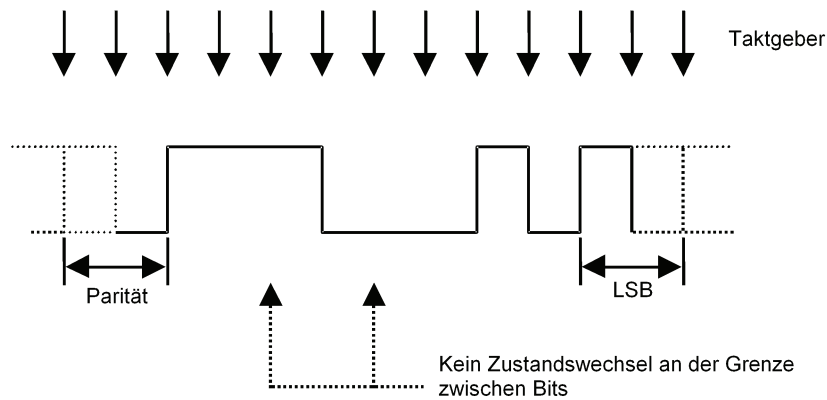 Taktgeber
Parität
LSB
Kein Zustandswechsel an der Grenze
zwischen Bits